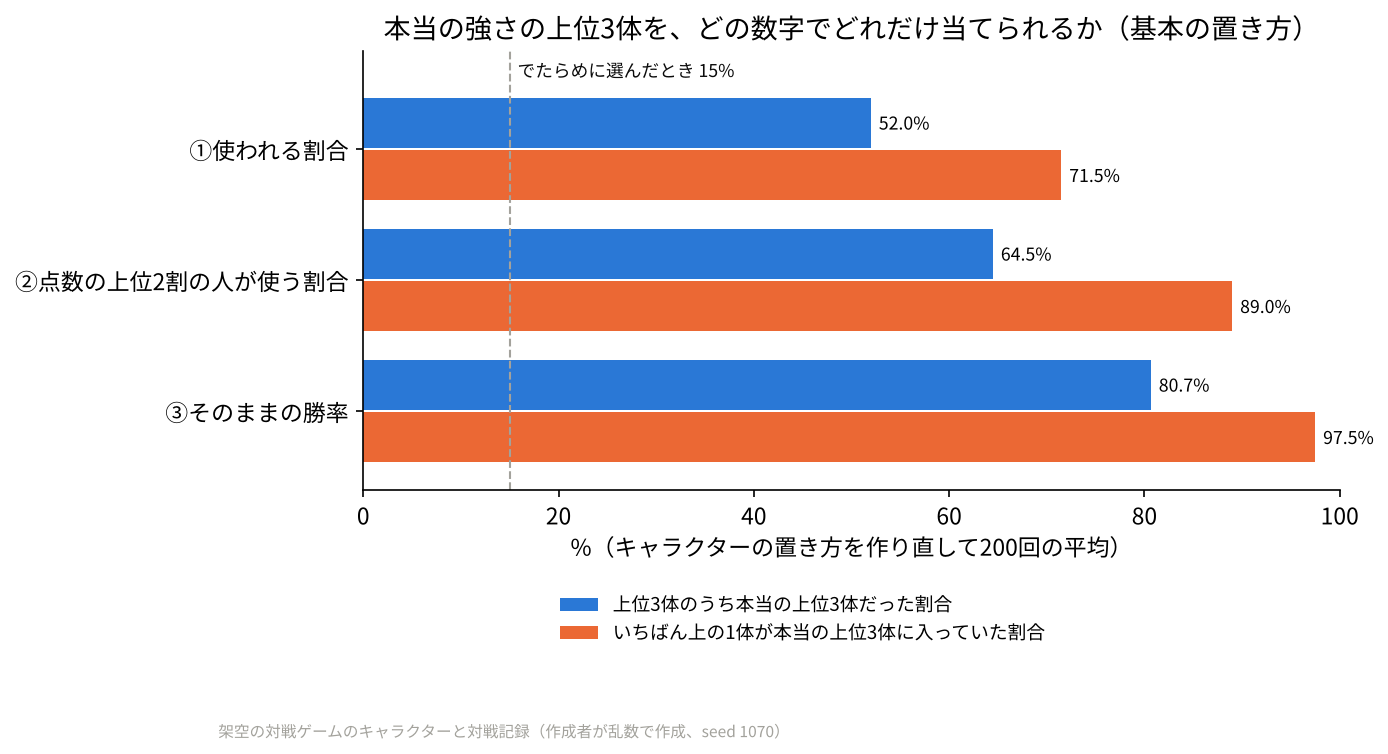 本当の強さの上位3体を、どの数字でどれだけ当てられるか（基本の置き方）
でたらめに選んだとき 15%
①使われる割合
52.0%
71.5%
②点数の上位2割の人が使う割合
64.5%
89.0%
③そのままの勝率
80.7%
97.5%
0 20 40 60 80 100
%（キャラクターの置き方を作り直して200回の平均）
上位3体のうち本当の上位3体だった割合
いちばん上の1体が本当の上位3体に入っていた割合
架空の対戦ゲームのキャラクターと対戦記録（作成者が乱数で作成、seed 1070）